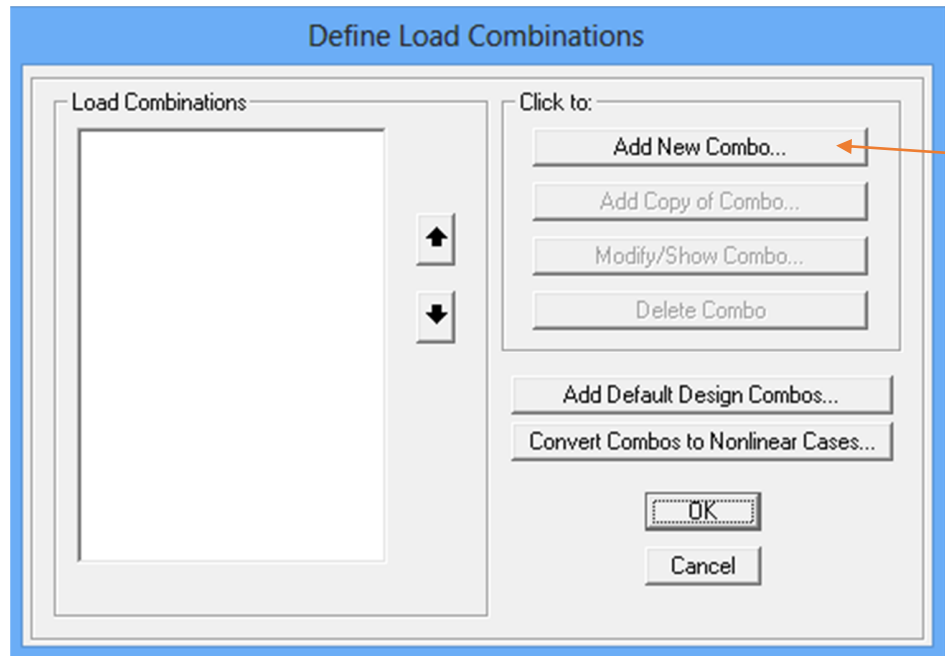 Define Load Combinations
Load Combinations
Click to:
Add New Combo...
Add Copy of Combo...
Modify/Show Combo...
Delete Combo
Add Default Design Combos...
Convert Combos to Nonlinear Cases...
OK
Cancel